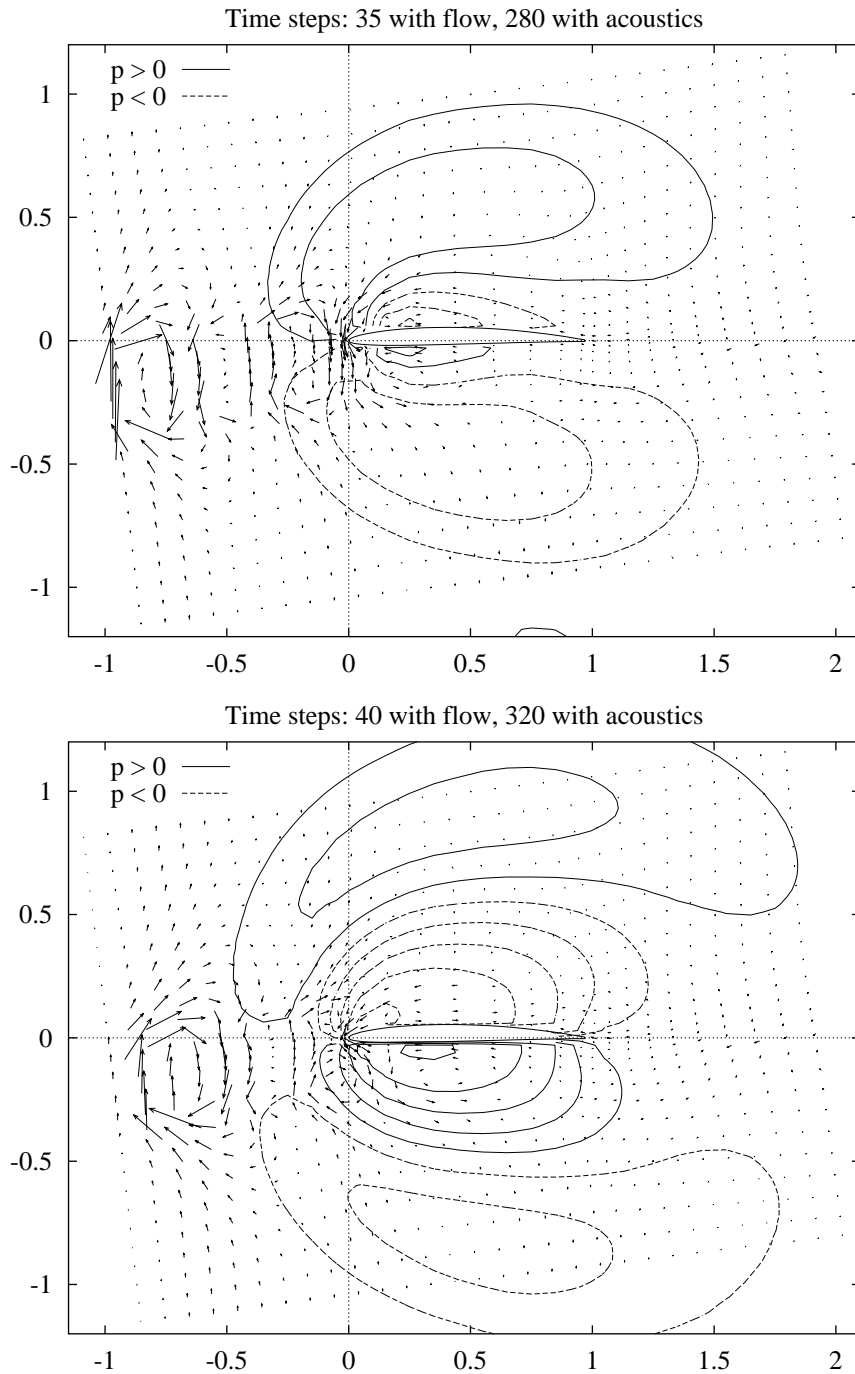 Time steps: 35 with flow, 280 with acoustics
p > 0
p < 0
1
0.5
0
-0.5
-1
-1 -0.5 0 0.5 1 1.5 2
Time steps: 40 with flow, 320 with acoustics
p > 0
p < 0
1
0.5
0
-0.5
-1
-1 -0.5 0 0.5 1 1.5 2